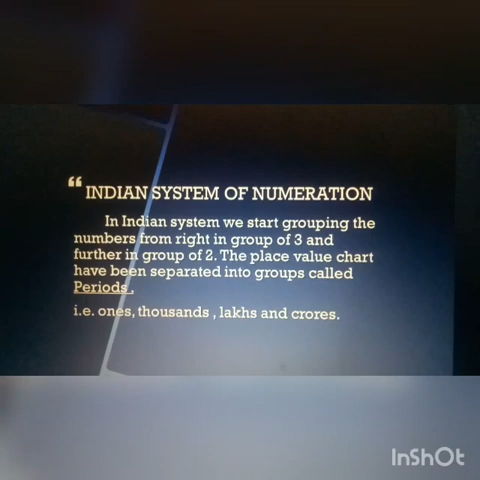 “ INDIAN SYSTEM OF NUMERATION
In Indian system we start grouping the
numbers from right in group of 3 and
further in group of 2. The place value chart
have been separated into groups called
Periods .
i.e. ones, thousands , lakhs and crores.
InShOt